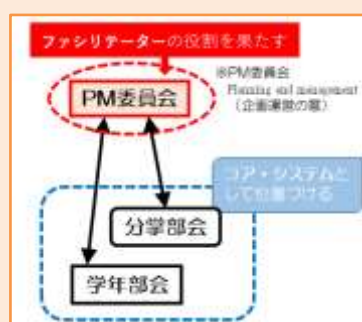 ファシリテーターの役割を果たす
※PM委員会
Planning and management
（企画運営の意）
PM委員会
コア・システムと
して位置づける
分掌部会
学年部会